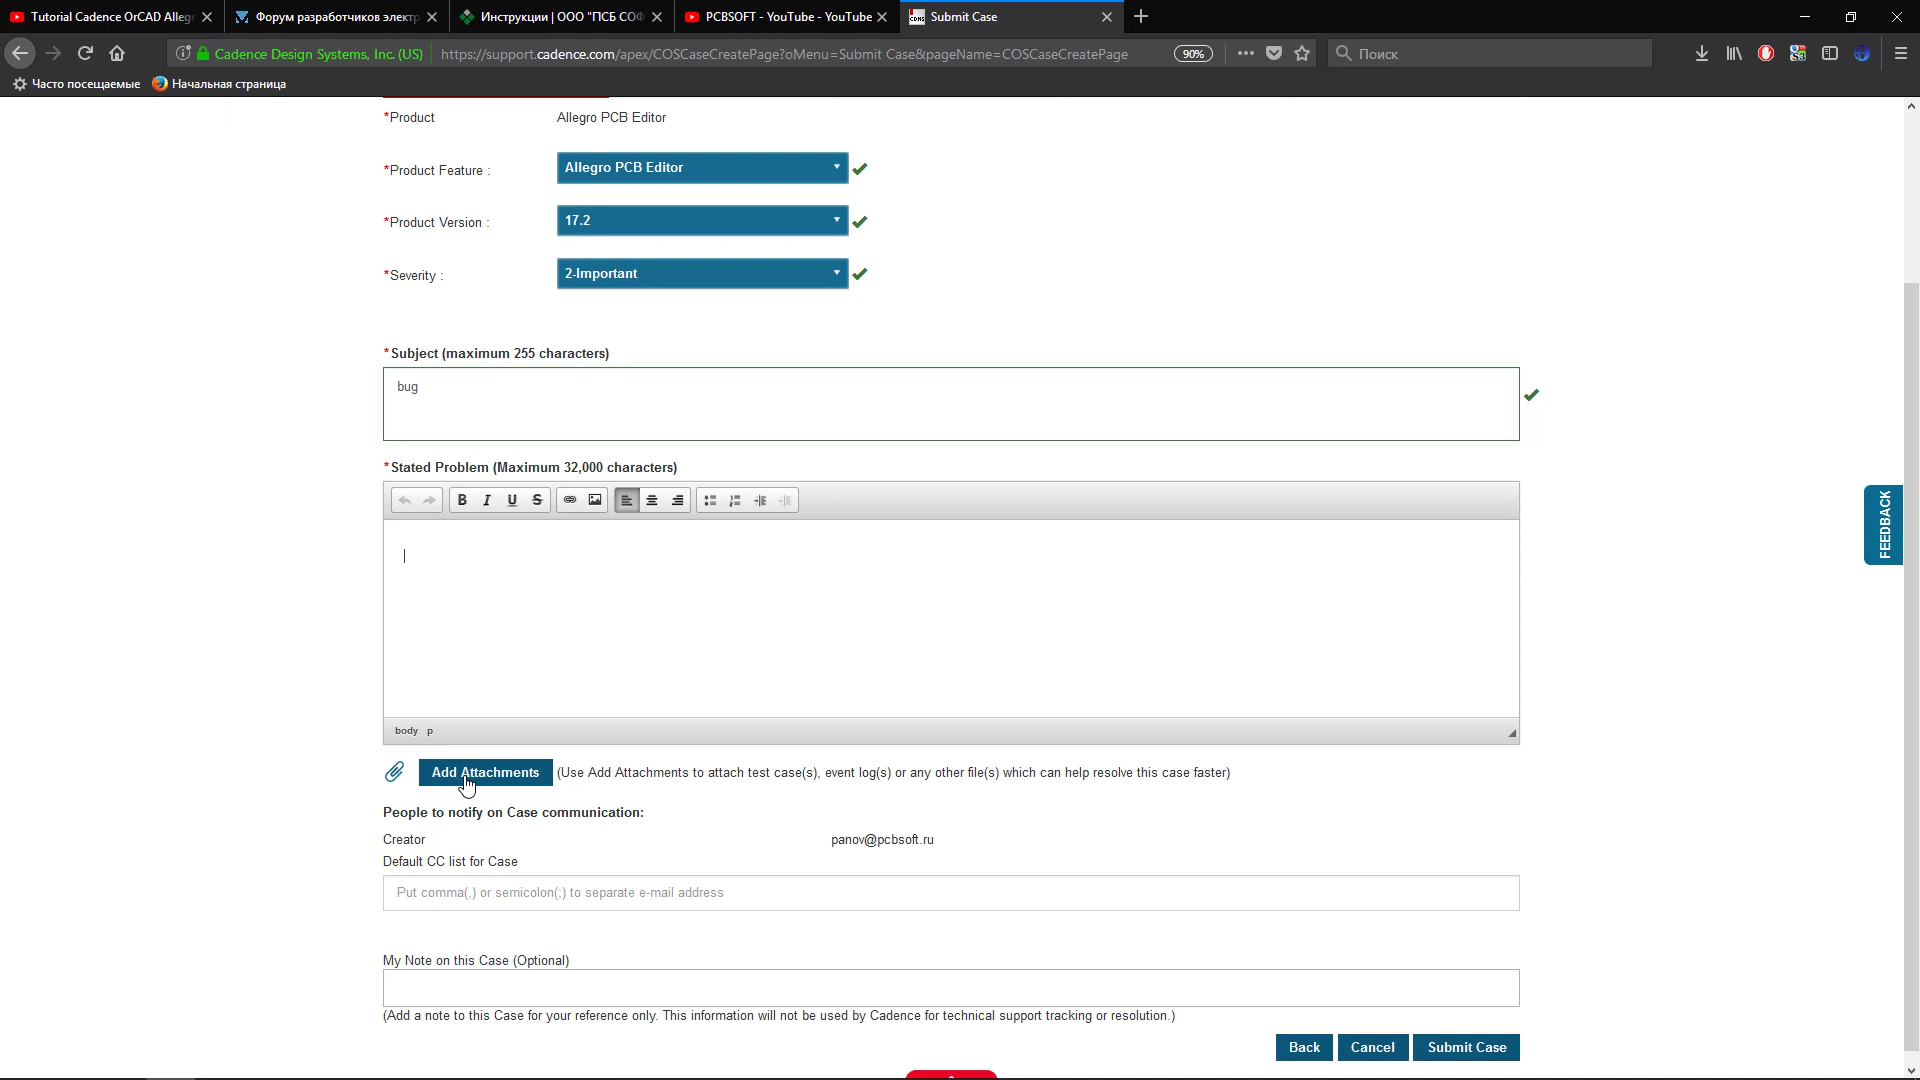 Tutorial Cadence OrCAD Allegr
Форум разработчиков электр
Инструкции | ООО "ПСБ СОФ
PCBSOFT - YouTube - YouTube
Submit Case
Cadence Design Systems, Inc. (US)
https://support.cadence.com/apex/COSCaseCreatePage?oMenu=Submit Case&pageName=COSCaseCreatePage
90%
Поиск
Часто посещаемые
Начальная страница
*Product
Allegro PCB Editor
*Product Feature :
Allegro PCB Editor
*Product Version :
17.2
*Severity :
2-Important
*Subject (maximum 255 characters)
bug
*Stated Problem (Maximum 32,000 characters)
B I U S
body p
Add Attachments
(Use Add Attachments to attach test case(s), event log(s) or any other file(s) which can help resolve this case faster)
People to notify on Case communication:
Creator
panov@pcbsoft.ru
Default CC list for Case
Put comma(,) or semicolon(;) to separate e-mail address
My Note on this Case (Optional)
(Add a note to this Case for your reference only. This information will not be used by Cadence for technical support tracking or resolution.)
Back
Cancel
Submit Case
FEEDBACK